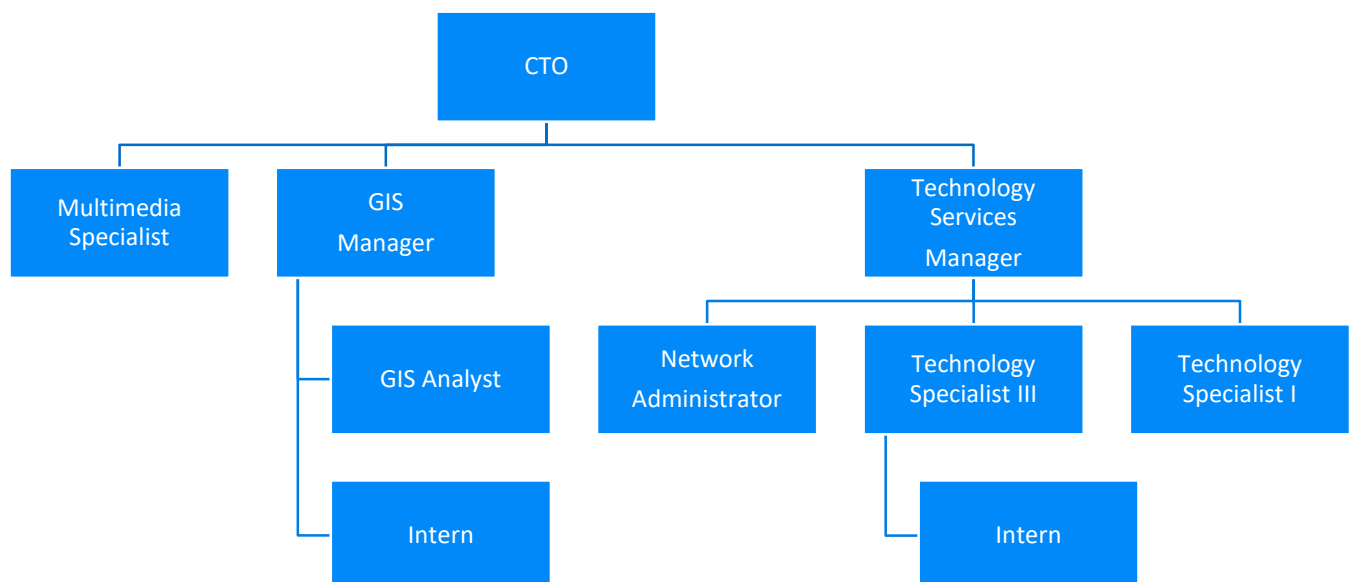 CTO
Multimedia
Specialist
GIS
Manager
Technology
Services
Manager
GIS Analyst
Network
Administrator
Technology
Specialist III
Technology
Specialist I
Intern
Intern